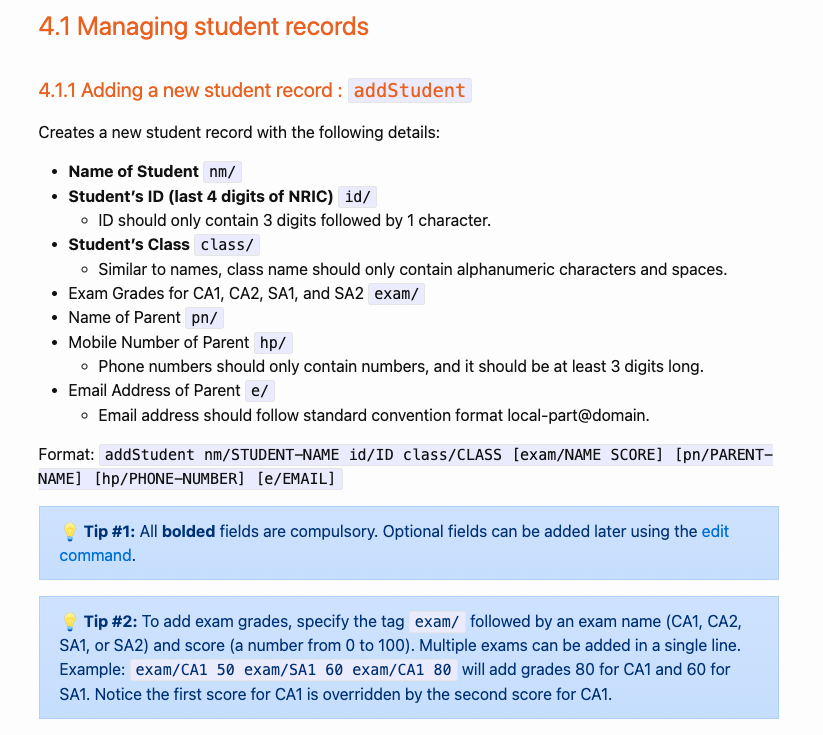 4.1 Managing student records
4.1.1 Adding a new student record : addStudent
Creates a new student record with the following details:
• Name of Student nm/
• Student’s ID (last 4 digits of NRIC) id/
◦ ID should only contain 3 digits followed by 1 character.
• Student’s Class class/
◦ Similar to names, class name should only contain alphanumeric characters and spaces.
• Exam Grades for CA1, CA2, SA1, and SA2 exam/
• Name of Parent pn/
• Mobile Number of Parent hp/
◦ Phone numbers should only contain numbers, and it should be at least 3 digits long.
• Email Address of Parent e/
◦ Email address should follow standard convention format local-part@domain.
Format: addStudent nm/STUDENT-NAME id/ID class/CLASS [exam/NAME SCORE] [pn/PARENT-
NAME] [hp/PHONE-NUMBER] [e/EMAIL]
💡 Tip #1: All bolded fields are compulsory. Optional fields can be added later using the edit
command.
💡 Tip #2: To add exam grades, specify the tag exam/ followed by an exam name (CA1, CA2,
SA1, or SA2) and score (a number from 0 to 100). Multiple exams can be added in a single line.
Example: exam/CA1 50 exam/SA1 60 exam/CA1 80 will add grades 80 for CA1 and 60 for
SA1. Notice the first score for CA1 is overridden by the second score for CA1.